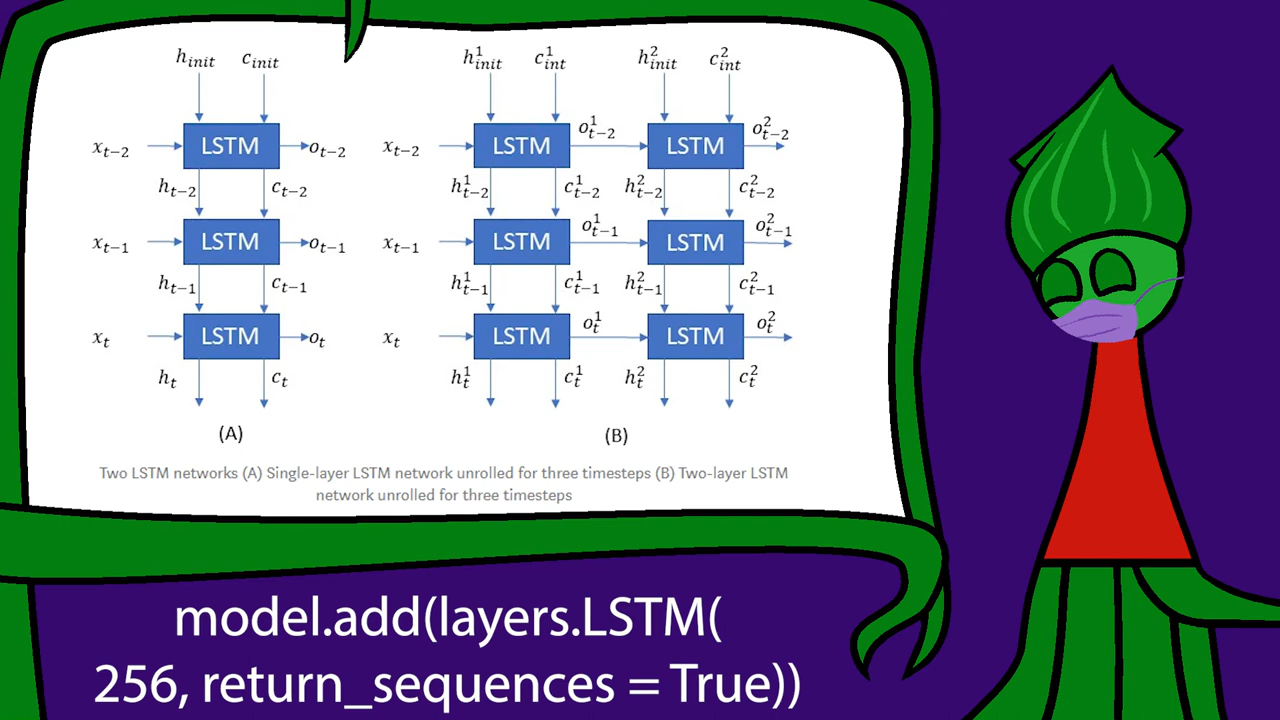 h_init c_init h^1_init c^1_int h^2_init c^2_int
x_{t−2} LSTM o_{t−2} x_{t−2} LSTM o^1_{t−2} LSTM o^2_{t−2}
h_{t−2} c_{t−2} h^1_{t−2} c^1_{t−2} h^2_{t−2} c^2_{t−2}
x_{t−1} LSTM o_{t−1} x_{t−1} LSTM o^1_{t−1} LSTM o^2_{t−1}
h_{t−1} c_{t−1} h^1_{t−1} c^1_{t−1} h^2_{t−1} c^2_{t−1}
x_t LSTM o_t x_t LSTM o^1_t LSTM o^2_t
h_t c_t h^1_t c^1_t h^2_t c^2_t
(A) (B)
Two LSTM networks (A) Single-layer LSTM network unrolled for three timesteps (B) Two-layer LSTM
network unrolled for three timesteps
model.add(layers.LSTM(
256, return_sequences = True))